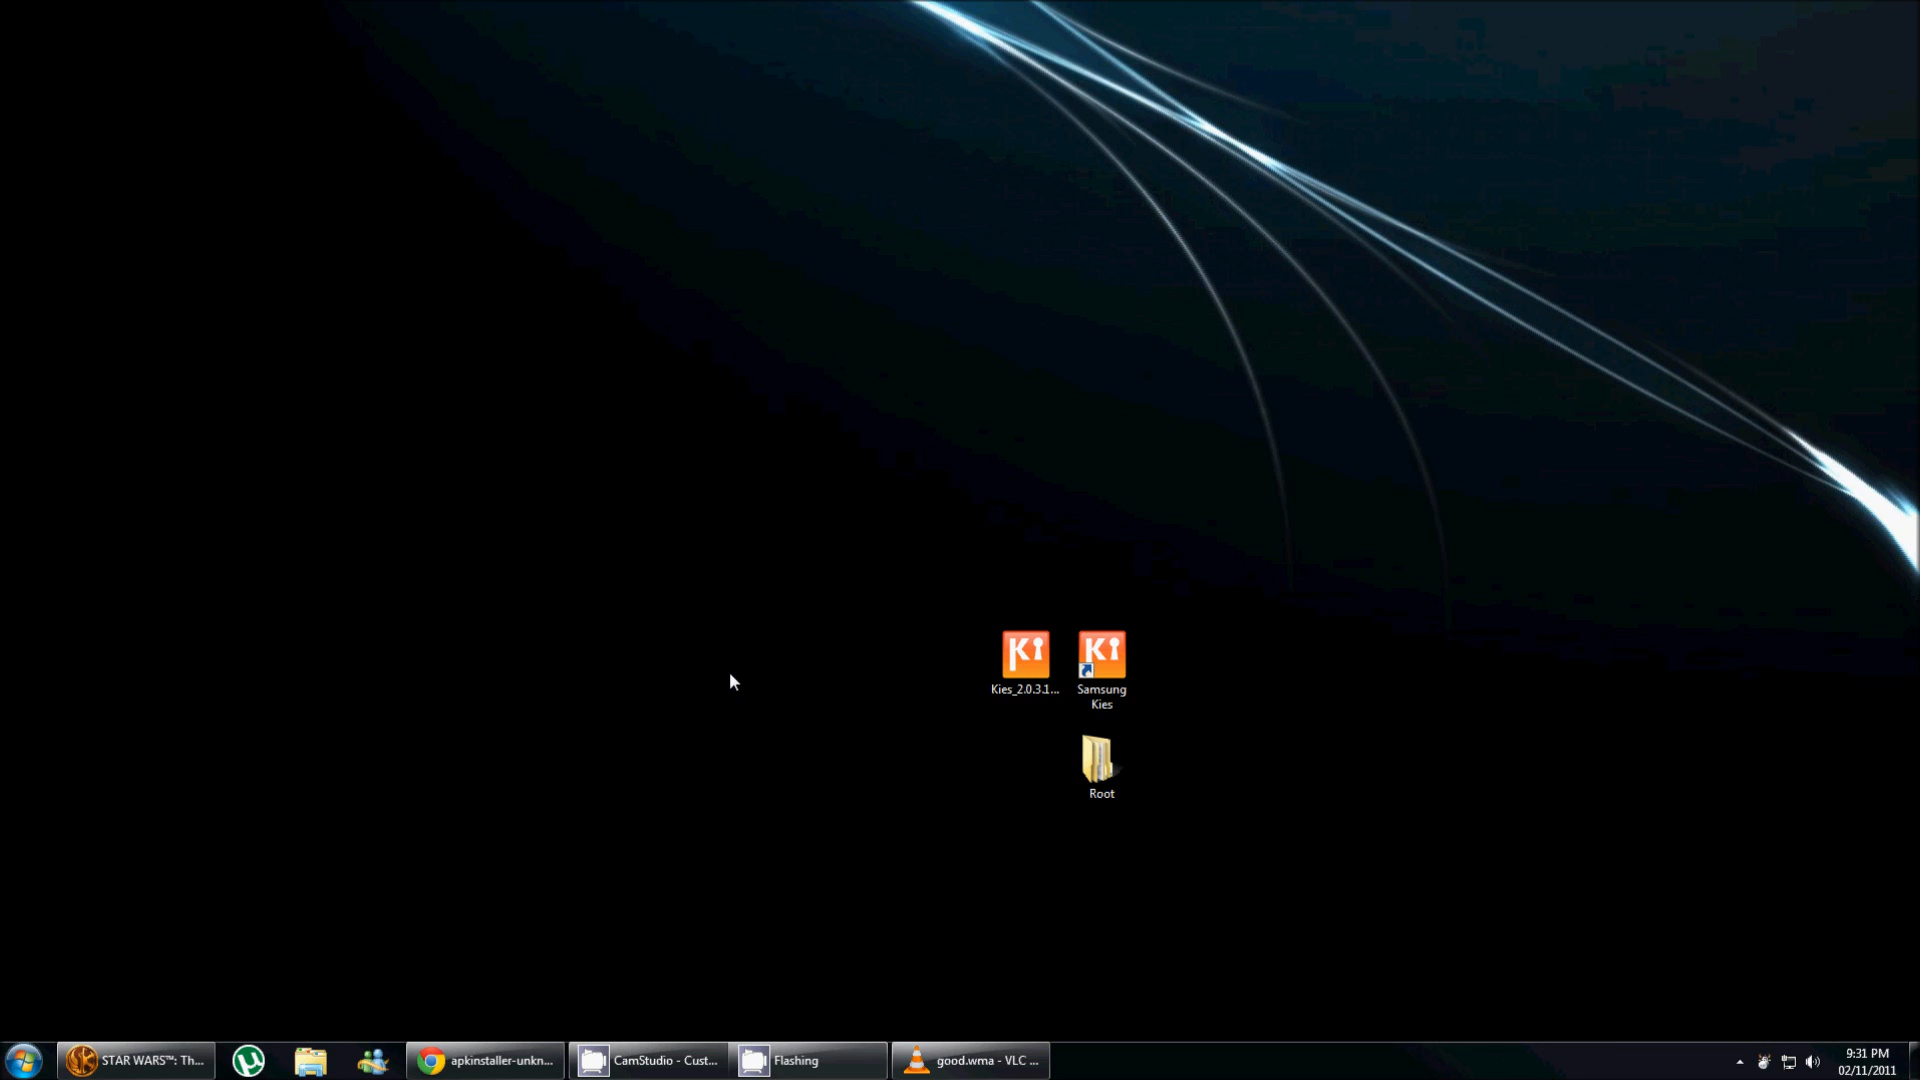 Kies_2.0.3.1...
Samsung
Kies
Root
STAR WARS™: Th...
apkinstaller-unkn...
CamStudio - Cust...
Flashing
good.wma - VLC ...
9:31 PM
02/11/2011